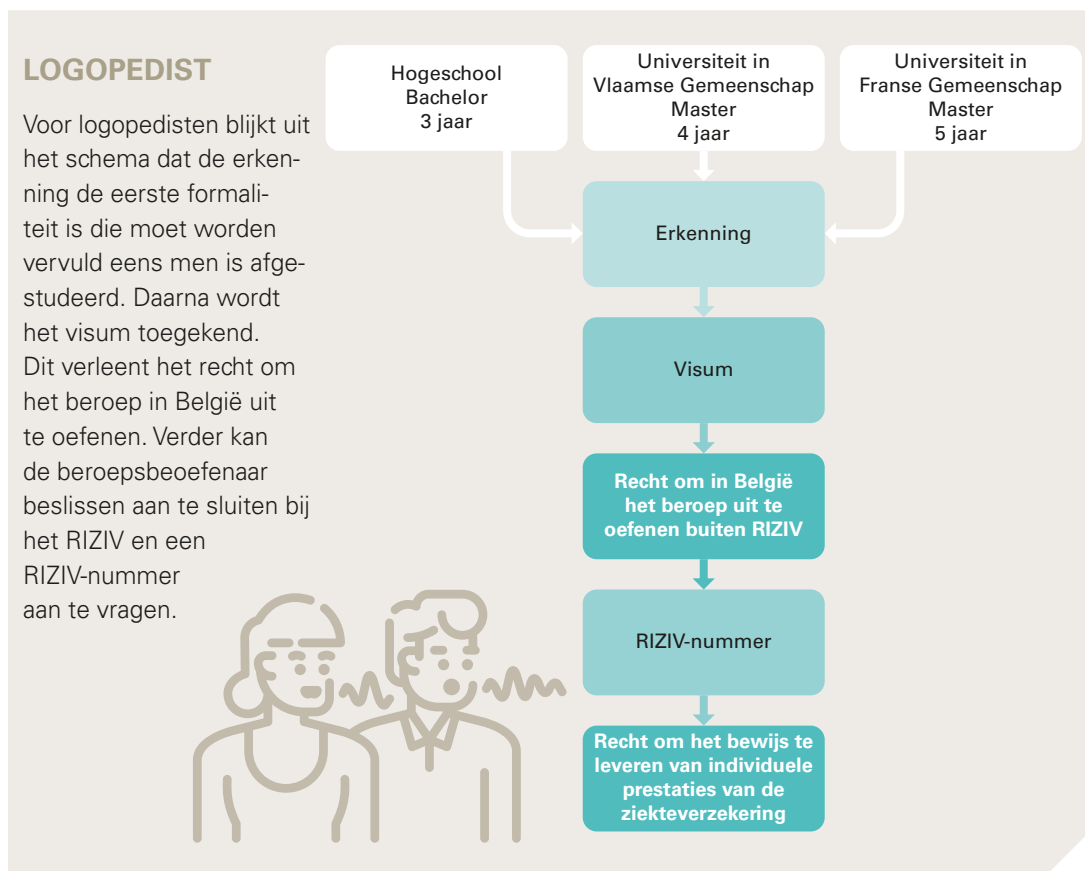 LOGOPEDIST
Voor logopedisten blijkt uit
het schema dat de erken-
ning de eerste formali-
teit is die moet worden
vervuld eens men is afge-
studeerd. Daarna wordt
het visum toegekend.
Dit verleent het recht om
het beroep in België uit
te oefenen. Verder kan
de beroepsbeoefenaar
beslissen aan te sluiten bij
het RIZIV en een
RIZIV-nummer
aan te vragen.
Hogeschool
Bachelor
3 jaar
Universiteit in
Vlaamse Gemeenschap
Master
4 jaar
Universiteit in
Franse Gemeenschap
Master
5 jaar
Erkenning
Visum
Recht om in België
het beroep uit te
oefenen buiten RIZIV
RIZIV-nummer
Recht om het bewijs te
leveren van individuele
prestaties van de
ziekteverzekering